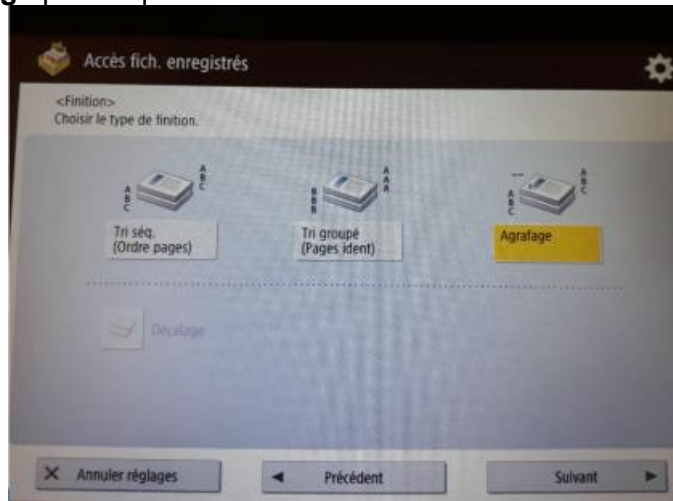 Accès fich. enregistrés
<Finition>
Choisir le type de finition.
A
B
C
A
B
C
B
B
B
A
A
A
A
B
C
A
B
C
Tri séq.
(Ordre pages)
Tri groupé
(Pages ident)
Agrafage
Décalage
Annuler réglages
Précédent
Suivant